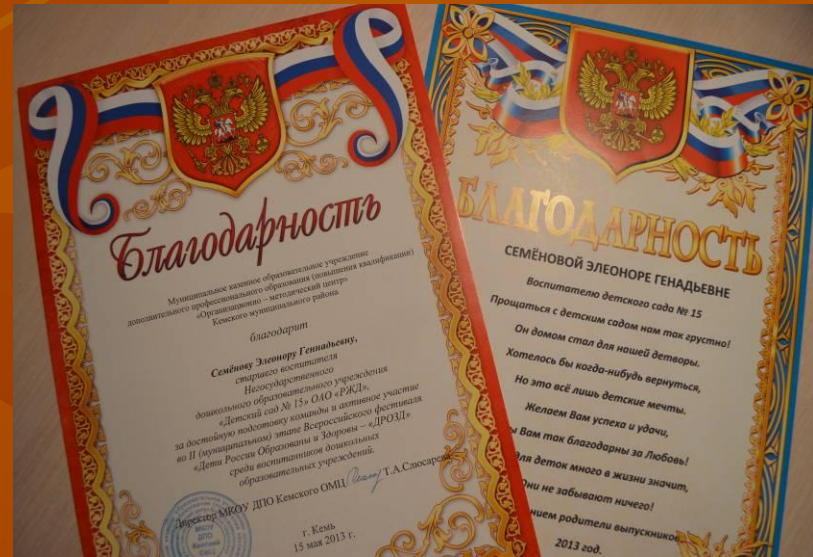 Благодарность
Муниципальное казенное образовательное учреждение
дополнительного профессионального образования (повышения квалификации)
«Организационно – методический центр»
Кемского муниципального района
благодарит
Семёнову Элеонору Геннадьевну,
старшего воспитателя
Негосударственного
дошкольного образовательного учреждения
«Детский сад № 15» ОАО «РЖД»,
за достойную подготовку команды и активное участие
во II (муниципальном) этапе Всероссийского фестиваля
«Дети России Образованы и Здоровы – «ДРОЗД»
среди воспитанников дошкольных
образовательных учреждений.
Директор МКОУ ДПО Кемского ОМЦ Т.А.Слюсарева
МКОУ
ДПО
г. Кемь
15 мая 2013 г.
БЛАГОДАРНОСТЬ
СЕМЁНОВОЙ ЭЛЕОНОРЕ ГЕНАДЬЕВНЕ
Воспитателю детского сада № 15
Прощаться с детским садом нам так грустно!
Он домом стал для нашей детворы.
Хотелось бы когда-нибудь вернуться,
Но это всё лишь детские мечты.
Желаем Вам успеха и удачи,
ы Вам так благодарны за Любовь!
для деток много в жизни значит,
Они не забывают ничего!
нием родители выпускников
2013 год.